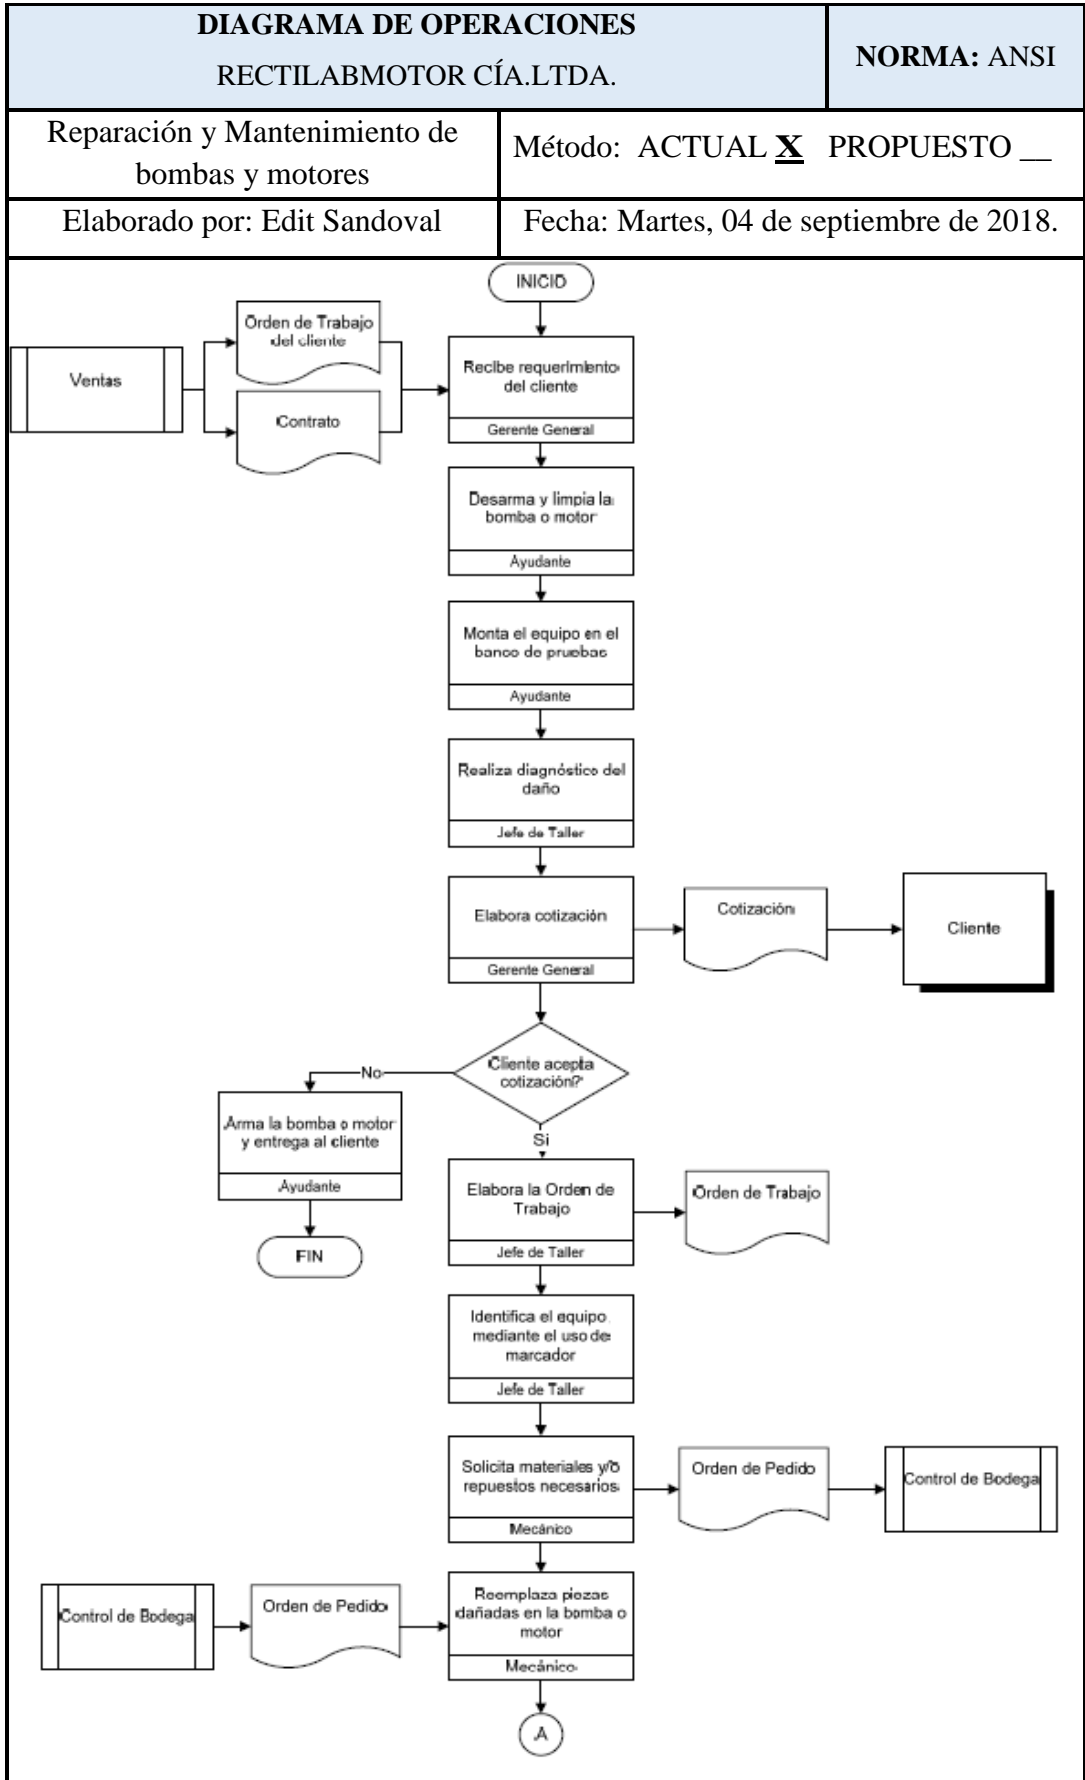 DIAGRAMA DE OPERACIONES
RECTILABMOTOR CÍA.LTDA.
NORMA: ANSI
Reparación y Mantenimiento de
bombas y motores
Método: ACTUAL X PROPUESTO __
Elaborado por: Edit Sandoval
Fecha: Martes, 04 de septiembre de 2018.
INICIO
Orden de Trabajo
del cliente
Ventas
Contrato
Recibe requerimiento
del cliente
Gerente General
Desarma y limpia la
bomba o motor
Ayudante
Monta el equipo en el
banco de pruebas
Ayudante
Realiza diagnóstico del
daño
Jefe de Taller
Elabora cotización
Gerente General
Cotización
Cliente
Cliente acepta
cotización?
No
Arma la bomba o motor
y entrega al cliente
Ayudante
FIN
Si
Elabora la Orden de
Trabajo
Jefe de Taller
Orden de Trabajo
Identifica el equipo
mediante el uso de
marcador
Jefe de Taller
Solicita materiales y/o
repuestos necesarios
Mecánico
Orden de Pedido
Control de Bodega
Control de Bodega
Orden de Pedido
Reemplaza piezas
dañadas en la bomba o
motor
Mecánico
A